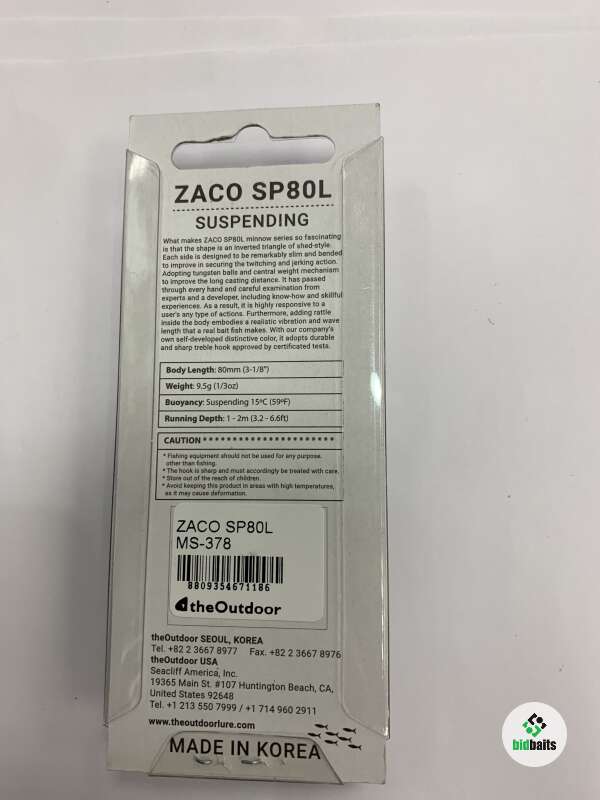 ZACO SP80L
SUSPENDING
What makes ZACO SP80L minnow series so fascinating
is that the shape is an inverted triangle of shed-style.
Each side is designed to be remarkably slim and bended
to improve in securing the twitching and jerking action.
Adopting tungsten balls and central weight mechanism
to improve the long casting distance. It has passed
through every hand and careful examination from
experts and a developer, including know-how and skillful
experiences. As a result, it is highly responsive to a
user's any type of actions. Furthermore, adding rattle
inside the body embodies a realistic vibration and wave
length that a real bait fish makes. With our company's
own self-developed distinctive color, it adopts durable
and sharp treble hook approved by certificated tests.
Body Length: 80mm (3-1/8")
Weight: 9.5g (1/3oz)
Buoyancy: Suspending 15ºC (59ºF)
Running Depth: 1 - 2m (3.2 - 6.6ft)
CAUTION **********************
* Fishing equipment should not be used for any purpose
other than fishing.
* The hook is sharp and must accordingly be treated with care.
* Store out of the reach of children.
* Avoid keeping this product in areas with high temperatures,
as it may cause deformation.
ZACO SP80L
MS-378
8809354671186
theOutdoor
theOutdoor SEOUL, KOREA
Tel. +82 2 3667 8977 Fax. +82 2 3667 8976
theOutdoor USA
Seacliff America, Inc.
19365 Main St. #107 Huntington Beach, CA,
United States 92648
Tel. +1 213 550 7999 / +1 714 960 2911
www.theoutdoorlure.com
MADE IN KOREA
bidbaits